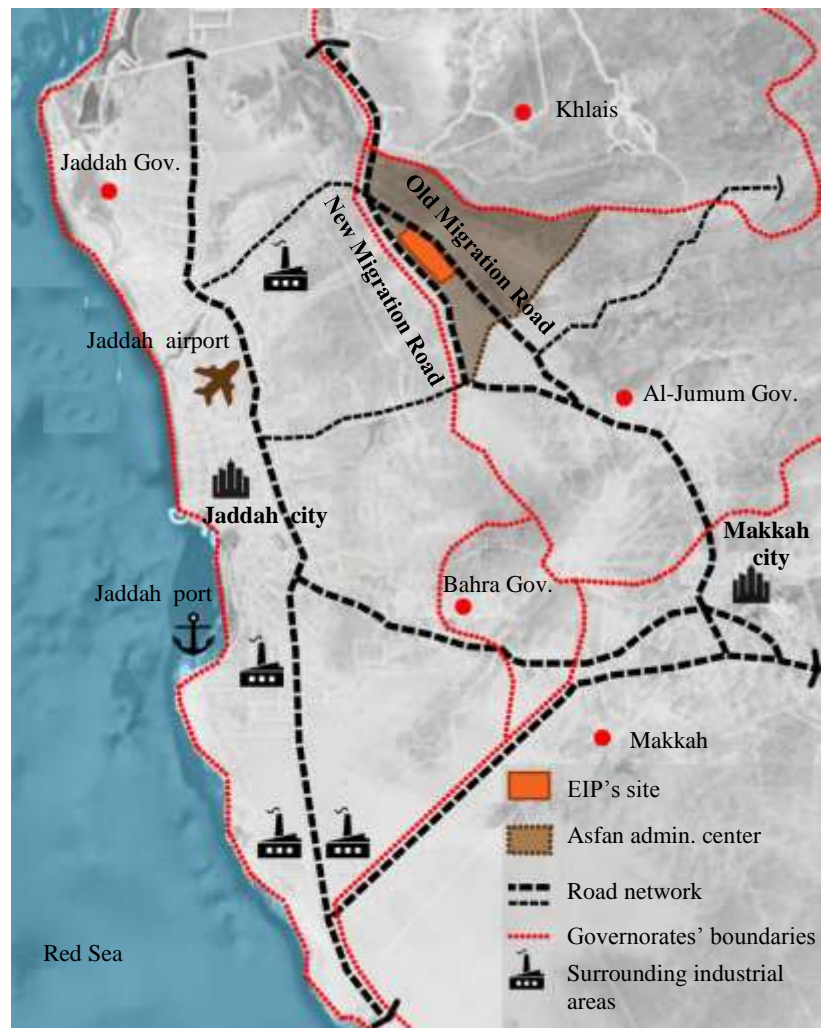 Khlais
Jaddah Gov.
Old Migration Road
New Migration Road
Jaddah airport
Al-Jumum Gov.
Jaddah city
Makkah
city
Bahra Gov.
Jaddah port
Makkah
EIP's site
Asfan admin. center
Road network
Governorates' boundaries
Red Sea
Surrounding industrial
areas